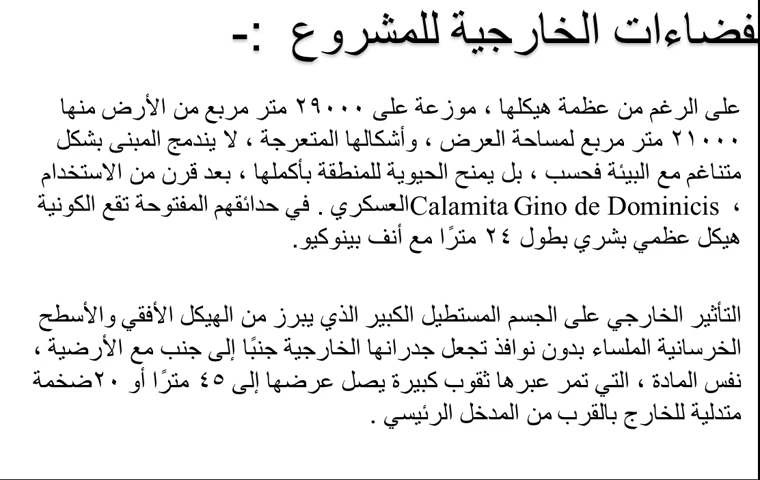 فضاءات الخارجية للمشروع :-
على الرغم من عظمة هيكلها ، موزعة على ٢٩٠٠٠ متر مربع من الأرض منها
٢١٠٠٠ متر مربع لمساحة العرض ، وأشكالها المتعرجة ، لا يندمج المبنى بشكل
متناغم مع البيئة فحسب ، بل يمنح الحيوية للمنطقة بأكملها ، بعد قرن من الاستخدام
العسكري . في حدائقهم المفتوحة تقع الكونية Calamita Gino de Dominicis ،
هيكل عظمي بشري بطول ٢٤ مترًا مع أنف بينوكيو.
التأثير الخارجي على الجسم المستطيل الكبير الذي يبرز من الهيكل الأفقي والأسطح
الخرسانية الملساء بدون نوافذ تجعل جدرانها الخارجية جنبًا إلى جنب مع الأرضية ،
نفس المادة ، التي تمر عبرها ثقوب كبيرة يصل عرضها إلى ٤٥ مترًا أو ٢٠ضخمة
متدلية للخارج بالقرب من المدخل الرئيسي .